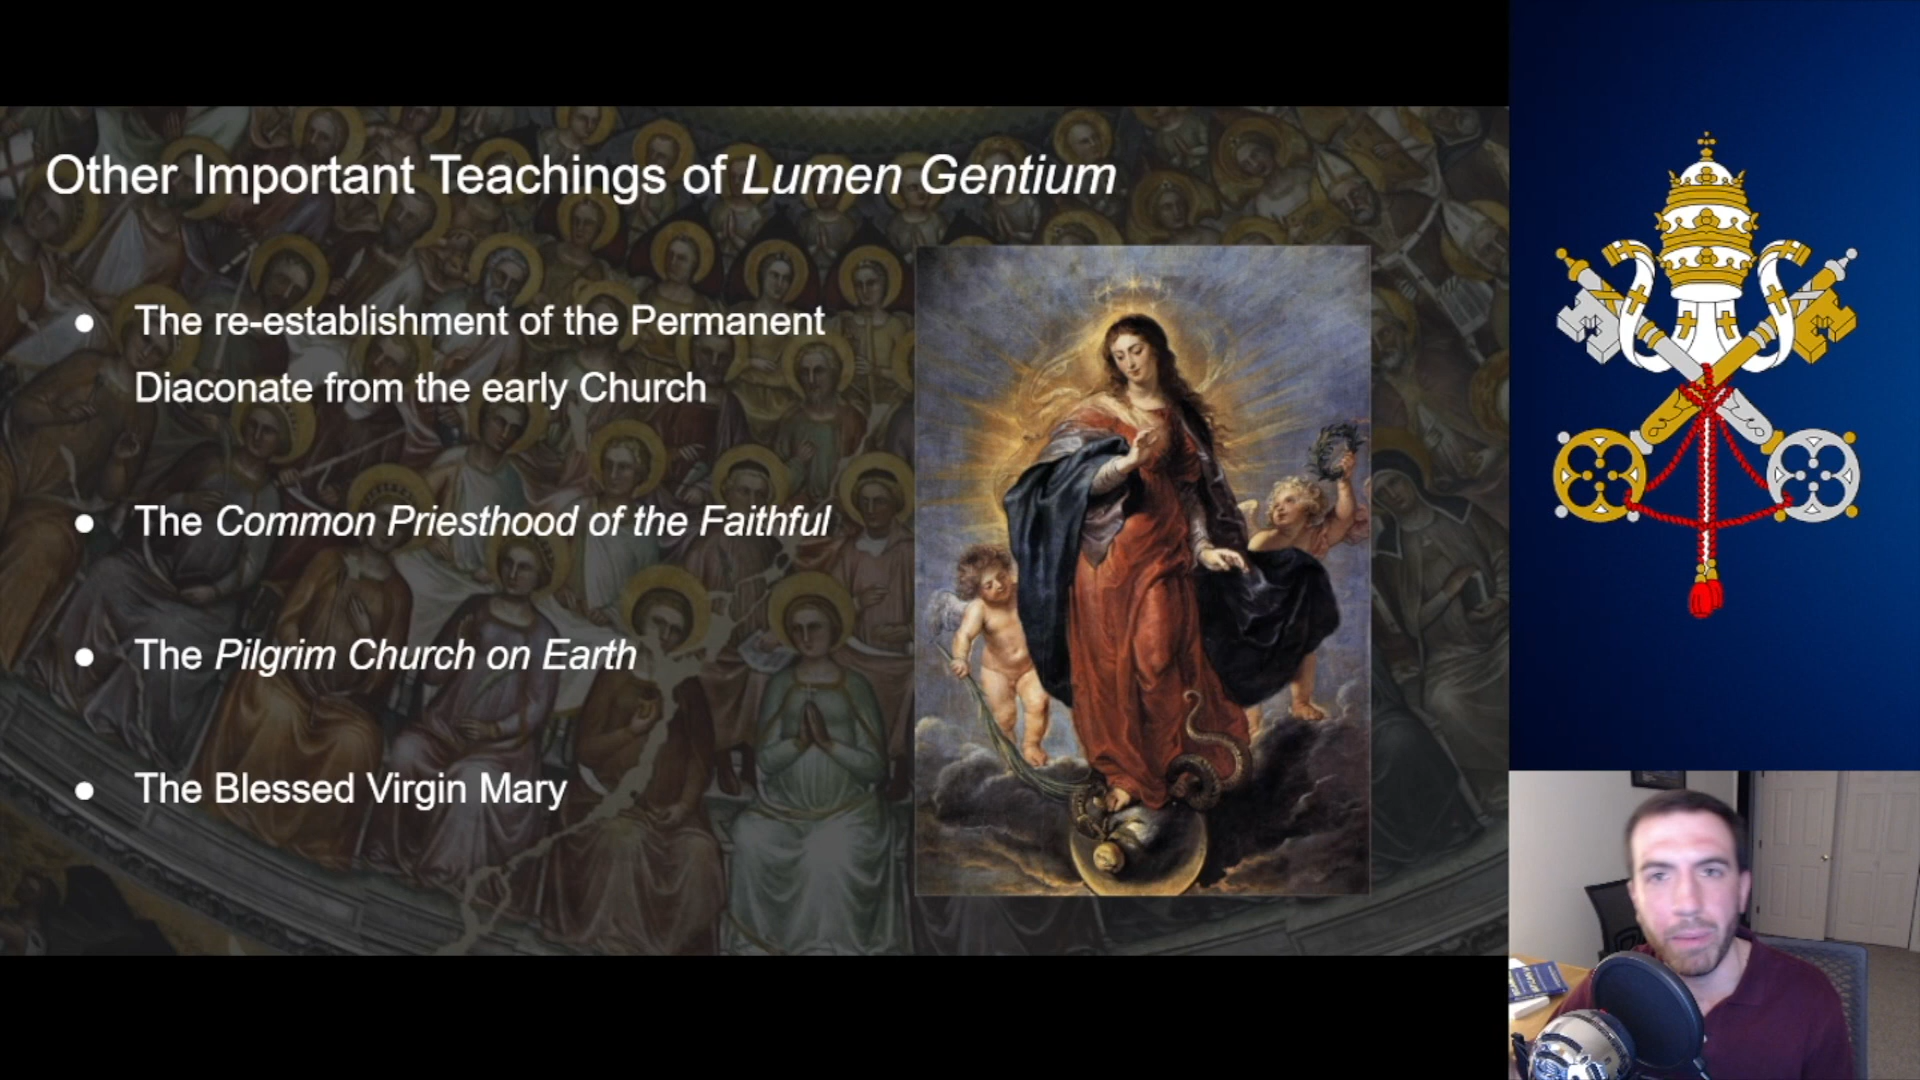 Other Important Teachings of Lumen Gentium
● The re-establishment of the Permanent
Diaconate from the early Church
● The Common Priesthood of the Faithful
● The Pilgrim Church on Earth
● The Blessed Virgin Mary